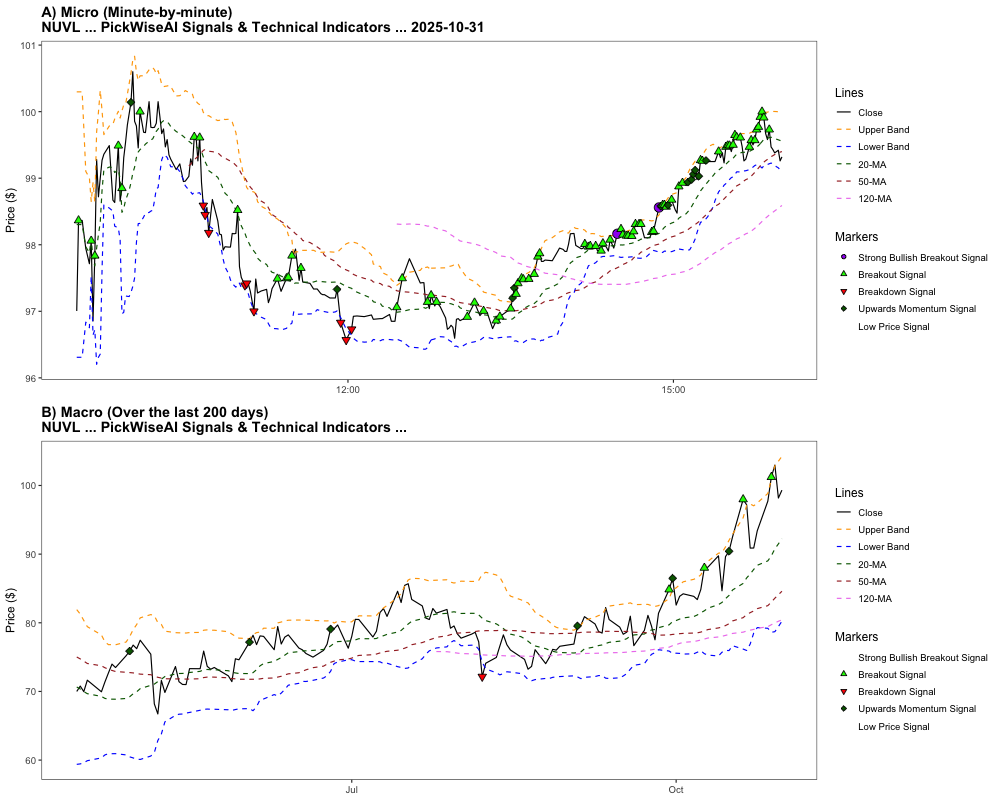 A) Micro (Minute-by-minute)
NUVL ... PickWiseAI Signals & Technical Indicators ... 2025-10-31
Price ($)
101
100
99
98
97
96
12:00
15:00
Lines
Close
Upper Band
Lower Band
20-MA
50-MA
120-MA
Markers
Strong Bullish Breakout Signal
Breakout Signal
Breakdown Signal
Upwards Momentum Signal
Low Price Signal
B) Macro (Over the last 200 days)
NUVL ... PickWiseAI Signals & Technical Indicators ...
Price ($)
100
90
80
70
60
Jul
Oct
Lines
Close
Upper Band
Lower Band
20-MA
50-MA
120-MA
Markers
Strong Bullish Breakout Signal
Breakout Signal
Breakdown Signal
Upwards Momentum Signal
Low Price Signal